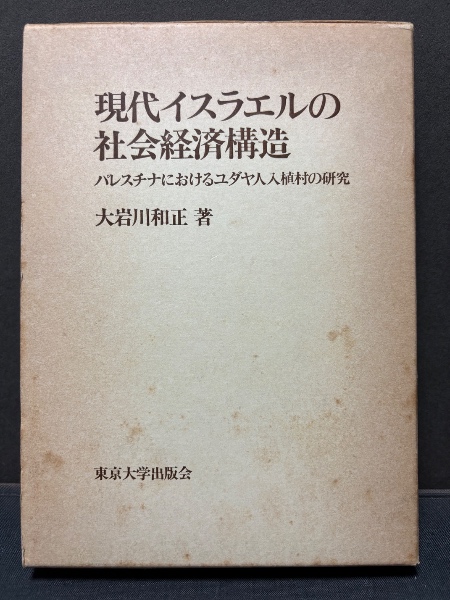 現代イスラエルの
社会経済構造
パレスチナにおけるユダヤ人入植村の研究
大岩川和正 著
東京大学出版会